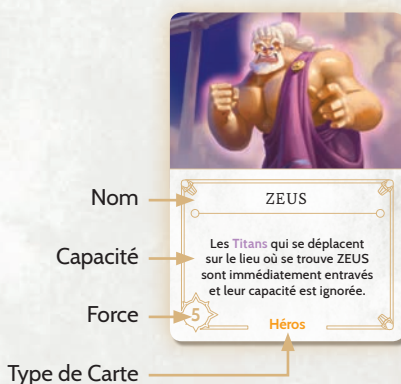 ZEUS
Nom
Les Titans qui se déplacent
sur le lieu où se trouve ZEUS
sont immédiatement entravés
et leur capacité est ignorée.
Capacité
Force
5
Héros
Type de Carte